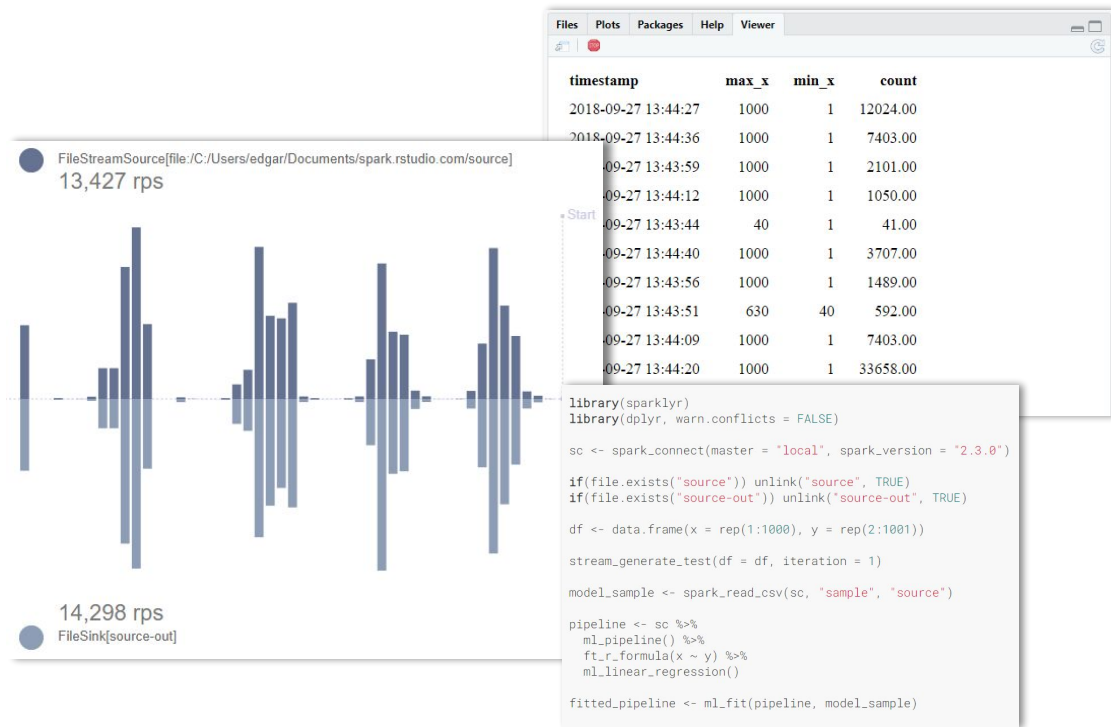 Files Plots Packages Help Viewer
STOP
timestamp max_x min_x count
2018-09-27 13:44:27 1000 1 12024.00
2018-09-27 13:44:36 1000 1 7403.00
-09-27 13:43:59 1000 1 2101.00
-09-27 13:44:12 1000 1 1050.00
-09-27 13:43:44 40 1 41.00
-09-27 13:44:40 1000 1 3707.00
-09-27 13:43:56 1000 1 1489.00
-09-27 13:43:51 630 40 592.00
-09-27 13:44:09 1000 1 7403.00
-09-27 13:44:20 1000 1 33658.00
FileStreamSource[file:/C:/Users/edgar/Documents/spark.rstudio.com/source]
13,427 rps
Start
14,298 rps
FileSink[source-out]
library(sparklyr)
library(dplyr, warn.conflicts = FALSE)
sc <- spark_connect(master = "local", spark_version = "2.3.0")
if(file.exists("source")) unlink("source", TRUE)
if(file.exists("source-out")) unlink("source-out", TRUE)
df <- data.frame(x = rep(1:1000), y = rep(2:1001))
stream_generate_test(df = df, iteration = 1)
model_sample <- spark_read_csv(sc, "sample", "source")
pipeline <- sc %>%
ml_pipeline() %>%
ft_r_formula(x ~ y) %>%
ml_linear_regression()
fitted_pipeline <- ml_fit(pipeline, model_sample)